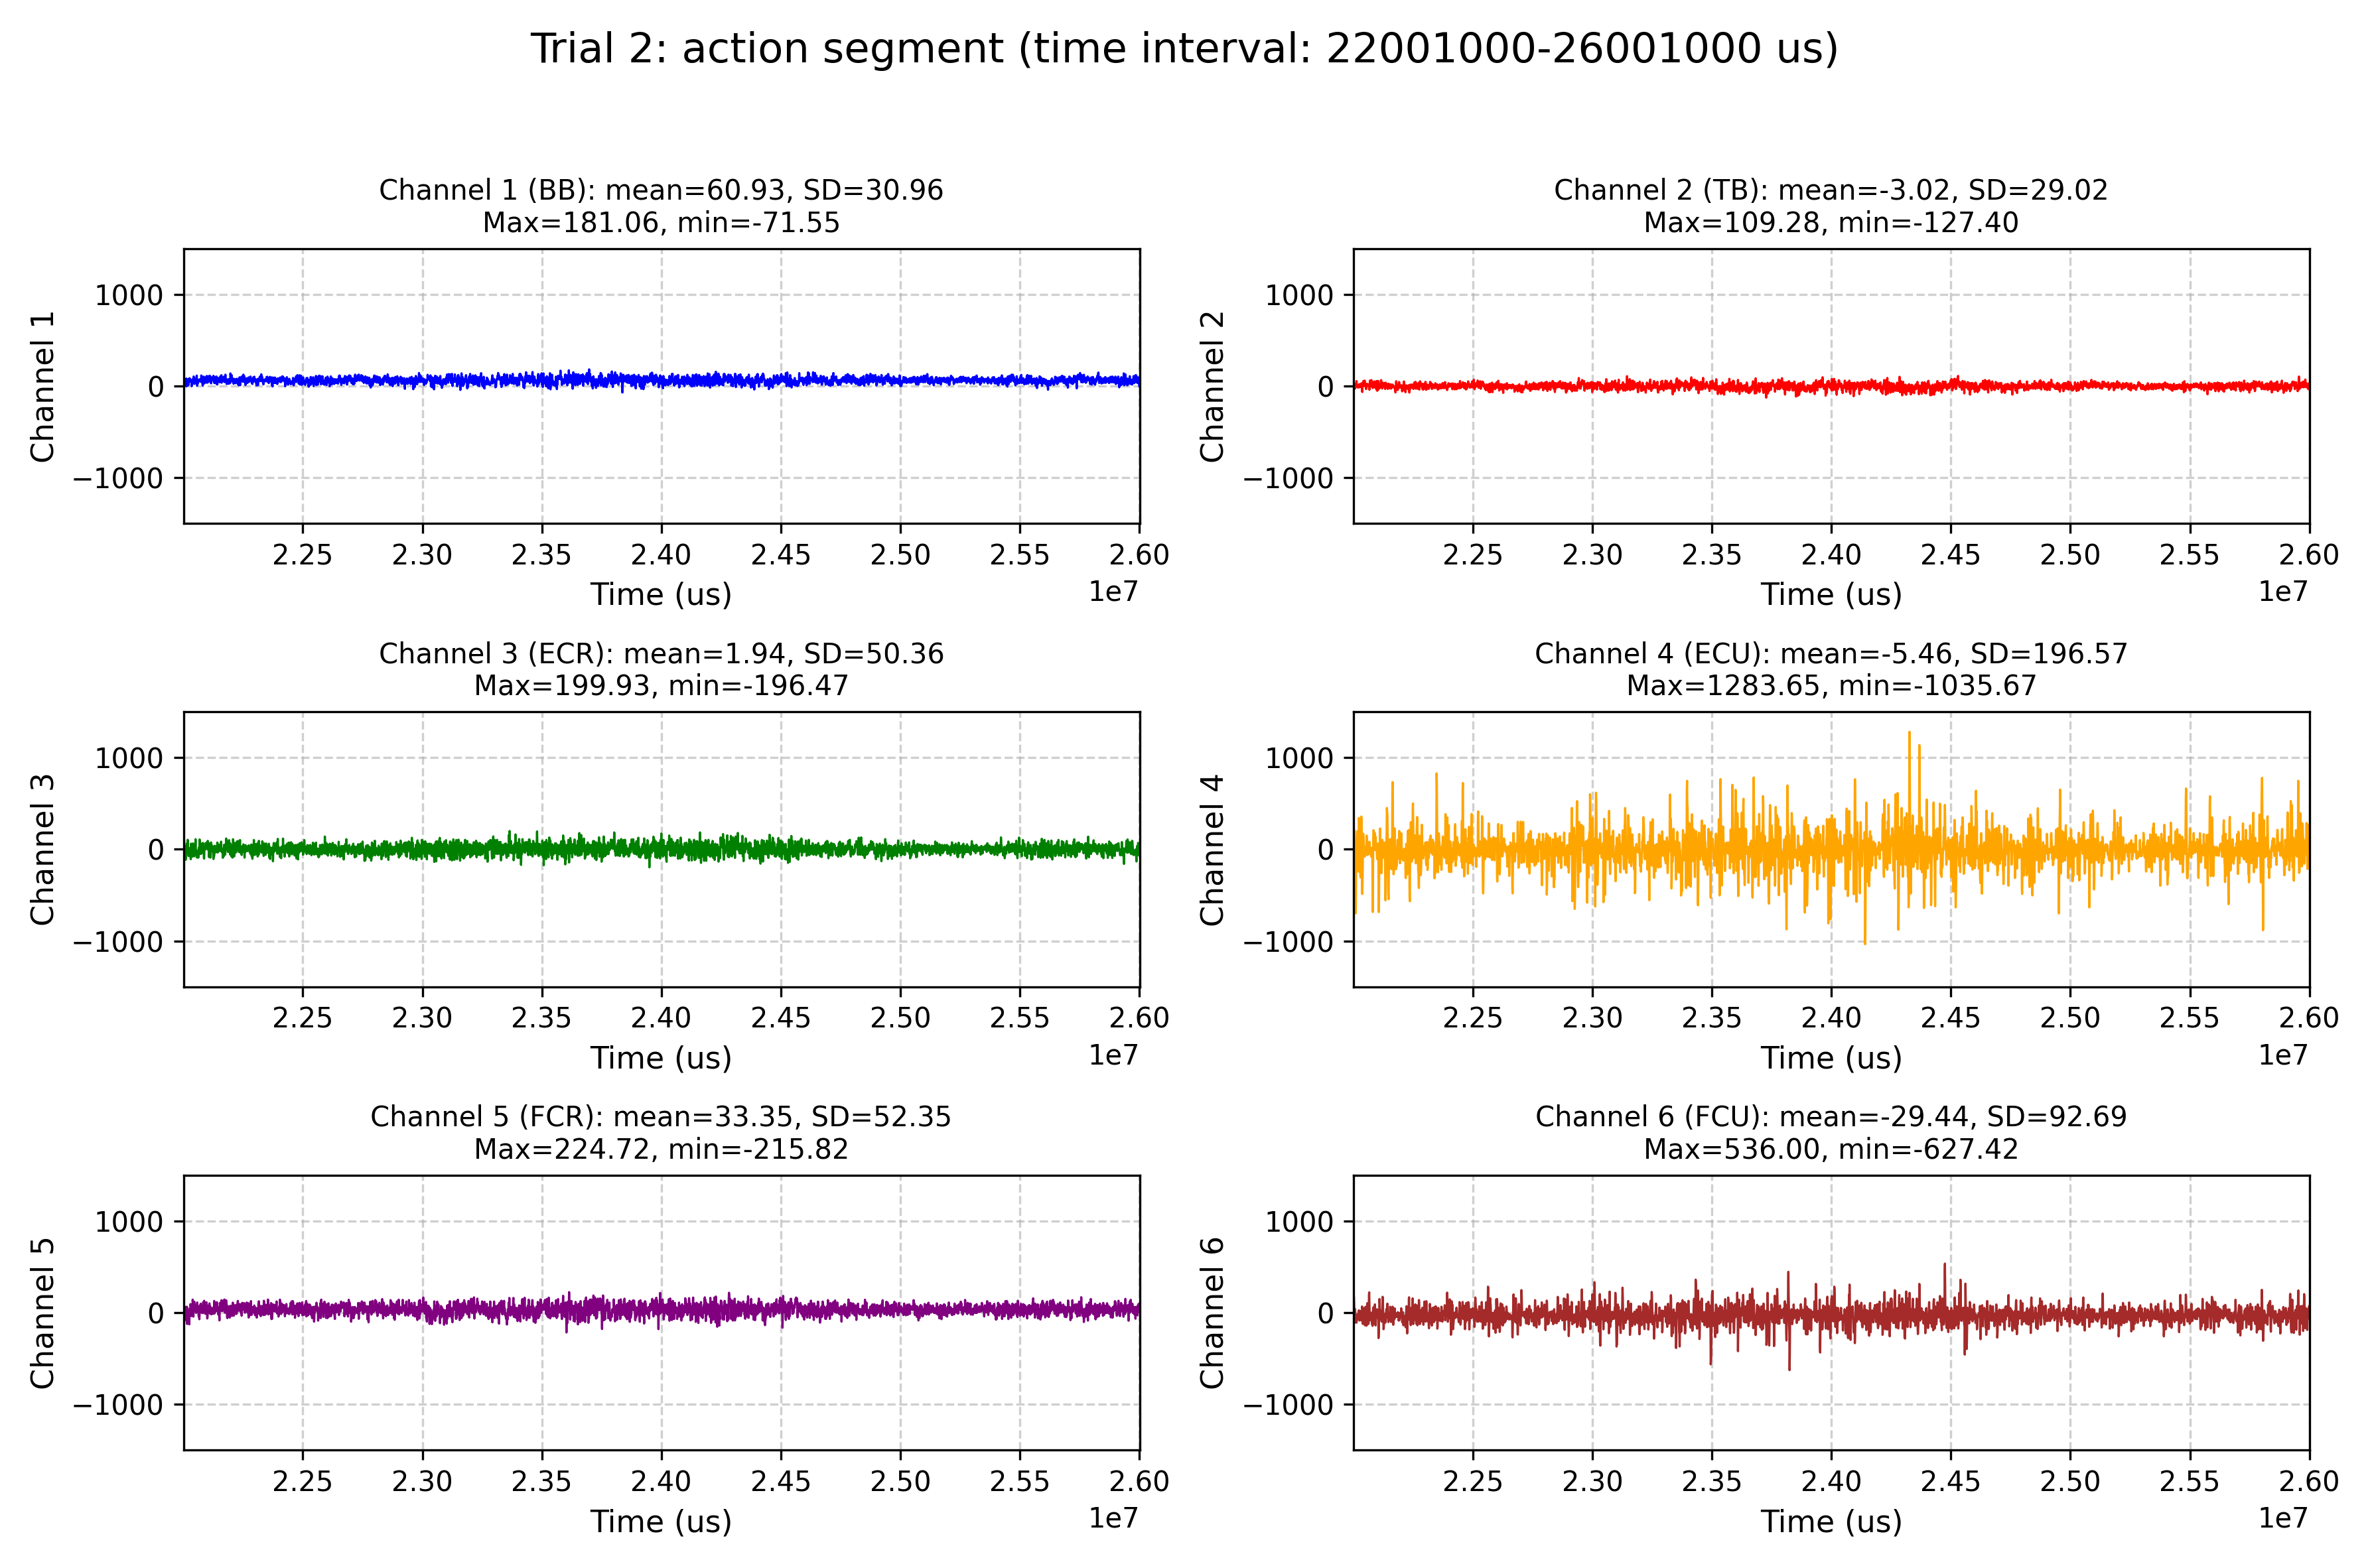 Trial 2: action segment (time interval: 22001000-26001000 us)
Channel 1 (BB): mean=60.93, SD=30.96
Max=181.06, min=-71.55
1000
0
−1000
Channel 1
2.25 2.30 2.35 2.40 2.45 2.50 2.55 2.60
1e7
Time (us)
Channel 2 (TB): mean=-3.02, SD=29.02
Max=109.28, min=-127.40
1000
0
−1000
Channel 2
2.25 2.30 2.35 2.40 2.45 2.50 2.55 2.60
1e7
Time (us)
Channel 3 (ECR): mean=1.94, SD=50.36
Max=199.93, min=-196.47
1000
0
−1000
Channel 3
2.25 2.30 2.35 2.40 2.45 2.50 2.55 2.60
1e7
Time (us)
Channel 4 (ECU): mean=-5.46, SD=196.57
Max=1283.65, min=-1035.67
1000
0
−1000
Channel 4
2.25 2.30 2.35 2.40 2.45 2.50 2.55 2.60
1e7
Time (us)
Channel 5 (FCR): mean=33.35, SD=52.35
Max=224.72, min=-215.82
1000
0
−1000
Channel 5
2.25 2.30 2.35 2.40 2.45 2.50 2.55 2.60
1e7
Time (us)
Channel 6 (FCU): mean=-29.44, SD=92.69
Max=536.00, min=-627.42
1000
0
−1000
Channel 6
2.25 2.30 2.35 2.40 2.45 2.50 2.55 2.60
1e7
Time (us)